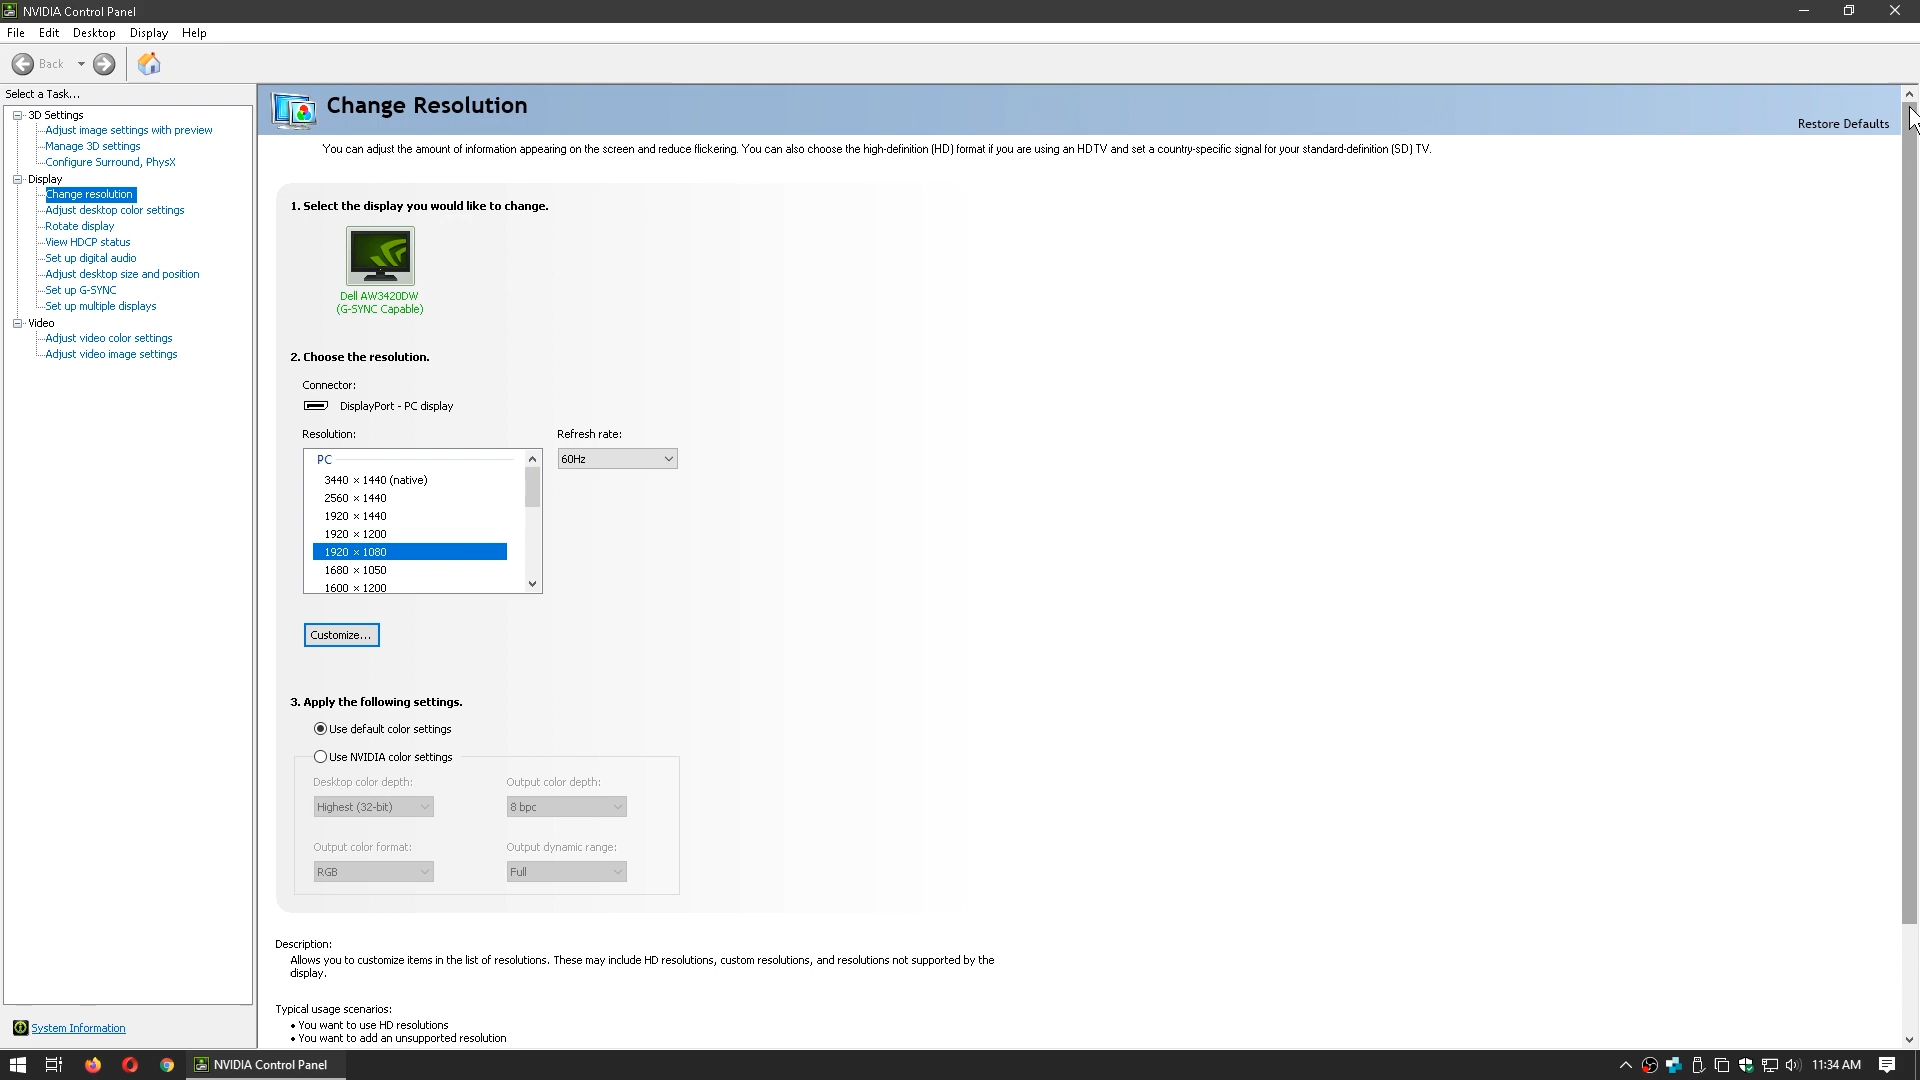 NVIDIA Control Panel
File Edit Desktop Display Help
Back
Select a Task...
3D Settings
Adjust image settings with preview
Manage 3D settings
Configure Surround, PhysX
Display
Change resolution
Adjust desktop color settings
Rotate display
View HDCP status
Set up digital audio
Adjust desktop size and position
Set up G-SYNC
Set up multiple displays
Video
Adjust video color settings
Adjust video image settings
System Information
Change Resolution
Restore Defaults
You can adjust the amount of information appearing on the screen and reduce flickering. You can also choose the high-definition (HD) format if you are using an HDTV and set a country-specific signal for your standard-definition (SD) TV.
1. Select the display you would like to change.
Dell AW3420DW
(G-SYNC Capable)
2. Choose the resolution.
Connector:
DisplayPort - PC display
Resolution:
Refresh rate:
PC
60Hz
3440 × 1440 (native)
2560 × 1440
1920 × 1440
1920 × 1200
1920 × 1080
1680 × 1050
1600 × 1200
Customize...
3. Apply the following settings.
Use default color settings
Use NVIDIA color settings
Desktop color depth:
Output color depth:
Highest (32-bit)
8 bpc
Output color format:
Output dynamic range:
RGB
Full
Description:
Allows you to customize items in the list of resolutions. These may include HD resolutions, custom resolutions, and resolutions not supported by the
display.
Typical usage scenarios:
• You want to use HD resolutions
• You want to add an unsupported resolution
NVIDIA Control Panel
11:34 AM